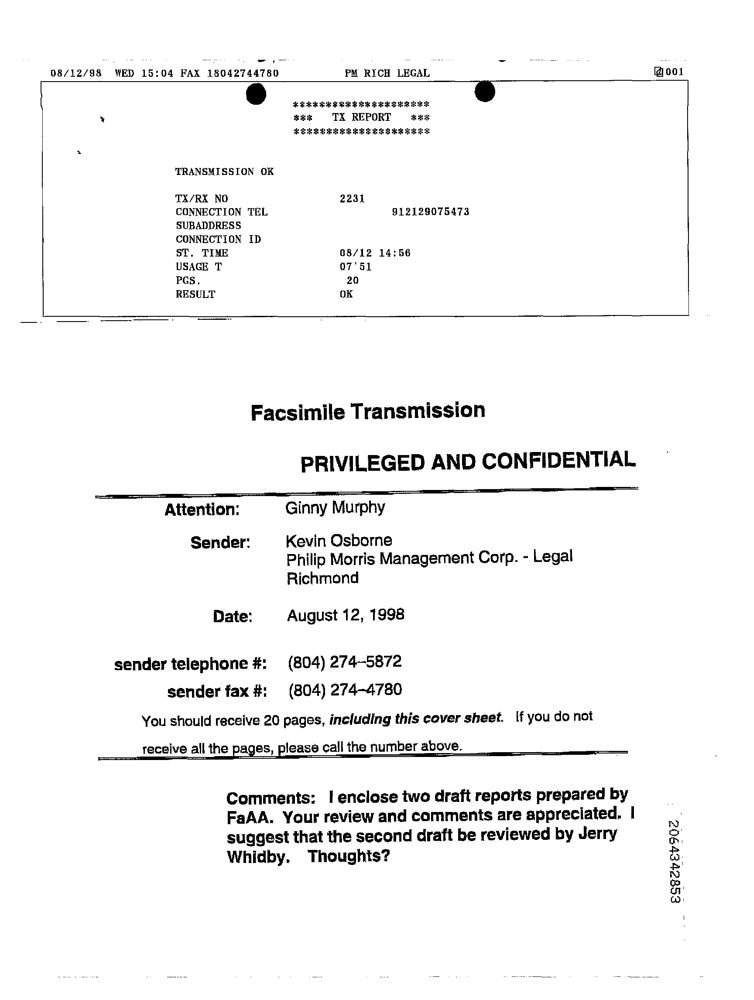 08/12/98 WED 15:04 FAX 18042744780 PM RICH LEGAL 001
*********************
*** TX REPORT ***
*********************
TRANSMISSION OK
TX/RX NO 2231
CONNECTION TEL 912129075473
SUBADDRESS
CONNECTION ID
ST. TIME 08/12 14:56
USAGE T 07'51
PGS. 20
RESULT OK
Facsimile Transmission
PRIVILEGED AND CONFIDENTIAL
Attention: Ginny Murphy
Sender: Kevin Osborne
Philip Morris Management Corp. - Legal
Richmond
Date: August 12, 1998
sender telephone #: (804) 274--5872
sender fax #: (804) 274--4780
You should receive 20 pages, including this cover sheet. If you do not
receive all the pages, please call the number above.
Comments: I enclose two draft reports prepared by
FaAA. Your review and comments are appreciated. I
suggest that the second draft be reviewed by Jerry
Whidby. Thoughts?
2064342853